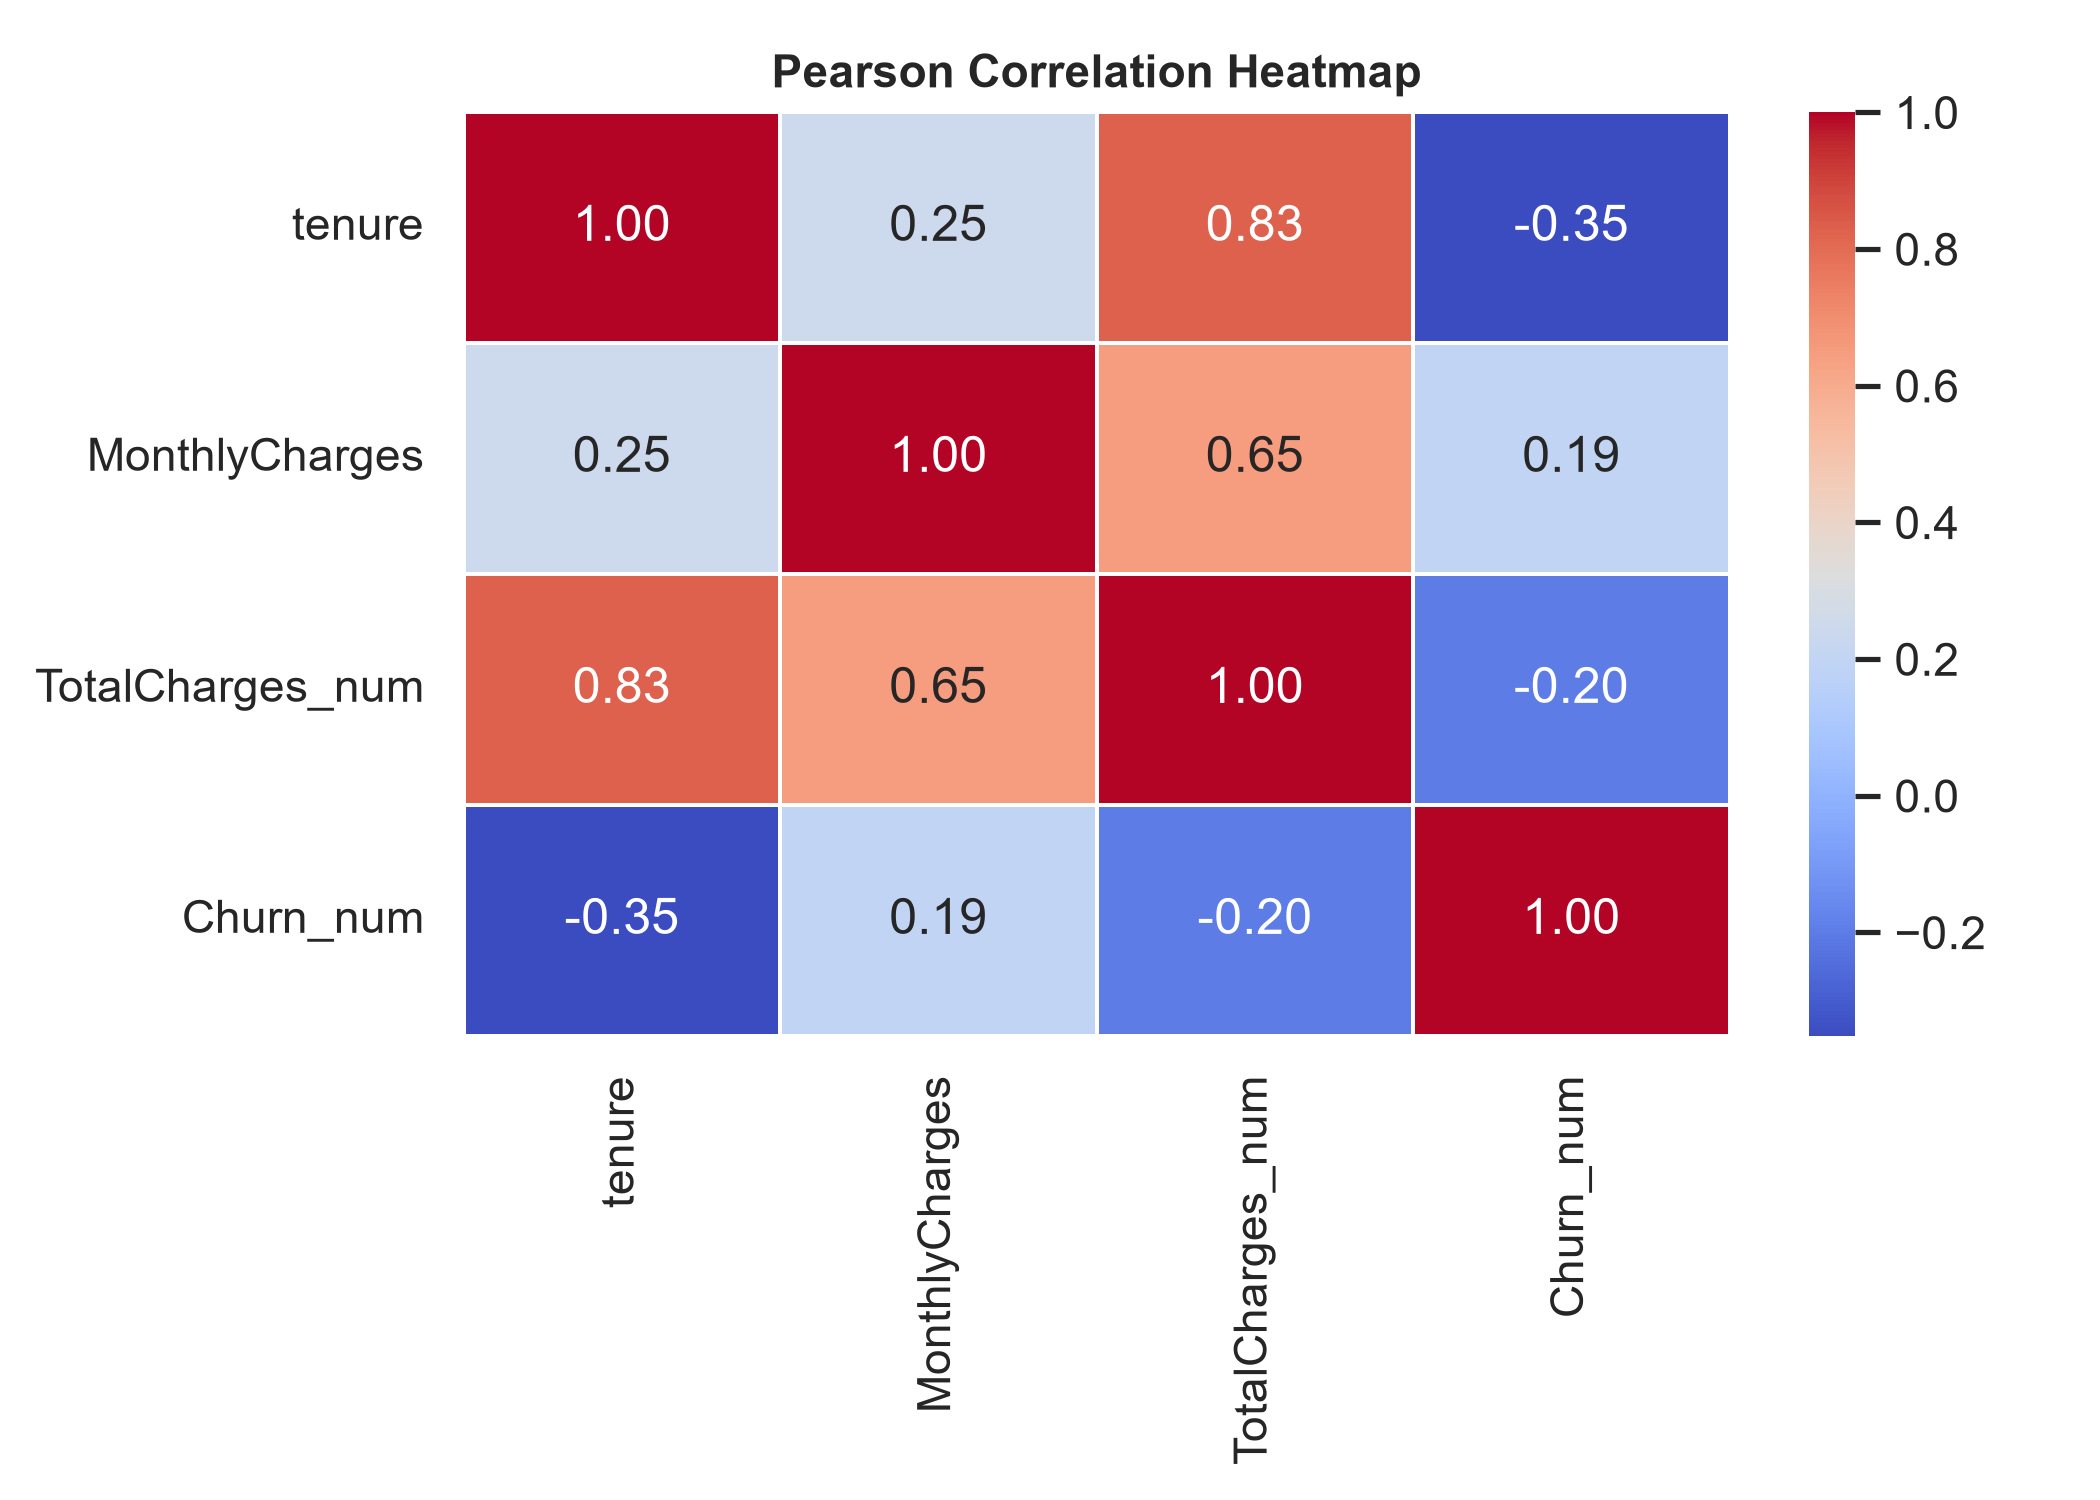 Pearson Correlation Heatmap
tenure 1.00 0.25 0.83 -0.35
MonthlyCharges 0.25 1.00 0.65 0.19
TotalCharges_num 0.83 0.65 1.00 -0.20
Churn_num -0.35 0.19 -0.20 1.00
tenure
MonthlyCharges
TotalCharges_num
Churn_num
1.0
0.8
0.6
0.4
0.2
0.0
−0.2